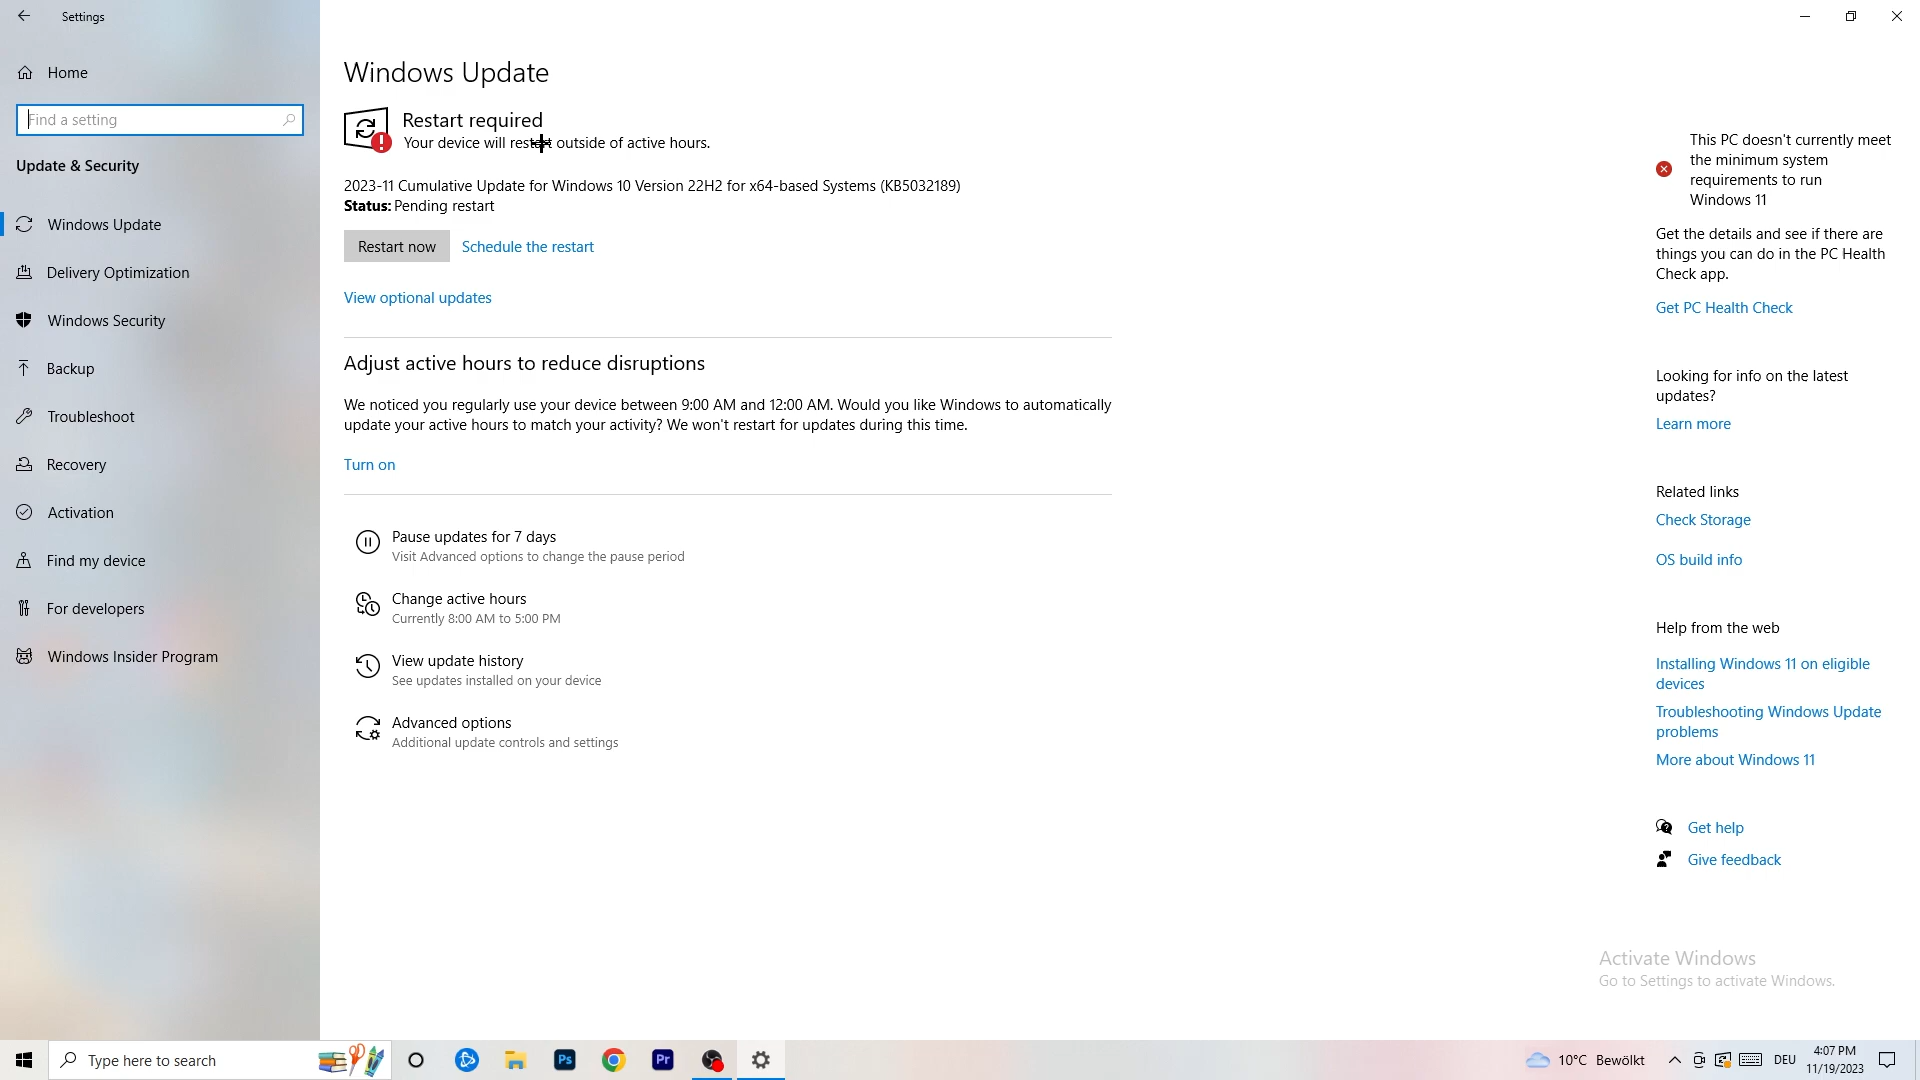 Settings
Home
Find a setting
Update & Security
Windows Update
Delivery Optimization
Windows Security
Backup
Troubleshoot
Recovery
Activation
Find my device
For developers
Windows Insider Program
Windows Update
Restart required
Your device will restart outside of active hours.
2023-11 Cumulative Update for Windows 10 Version 22H2 for x64-based Systems (KB5032189)
Status: Pending restart
Restart now
Schedule the restart
View optional updates
Adjust active hours to reduce disruptions
We noticed you regularly use your device between 9:00 AM and 12:00 AM. Would you like Windows to automatically
update your active hours to match your activity? We won't restart for updates during this time.
Turn on
Pause updates for 7 days
Visit Advanced options to change the pause period
Change active hours
Currently 8:00 AM to 5:00 PM
View update history
See updates installed on your device
Advanced options
Additional update controls and settings
This PC doesn't currently meet
the minimum system
requirements to run
Windows 11
Get the details and see if there are
things you can do in the PC Health
Check app.
Get PC Health Check
Looking for info on the latest
updates?
Learn more
Related links
Check Storage
OS build info
Help from the web
Installing Windows 11 on eligible
devices
Troubleshooting Windows Update
problems
More about Windows 11
Get help
Give feedback
Activate Windows
Go to Settings to activate Windows.
Type here to search
Ps
Pr
10°C Bewölkt
DEU
4:07 PM
11/19/2023